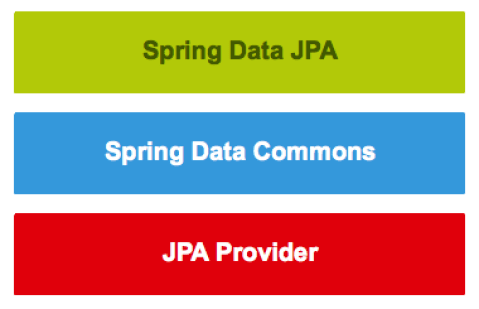 Spring Data JPA
Spring Data Commons
JPA Provider